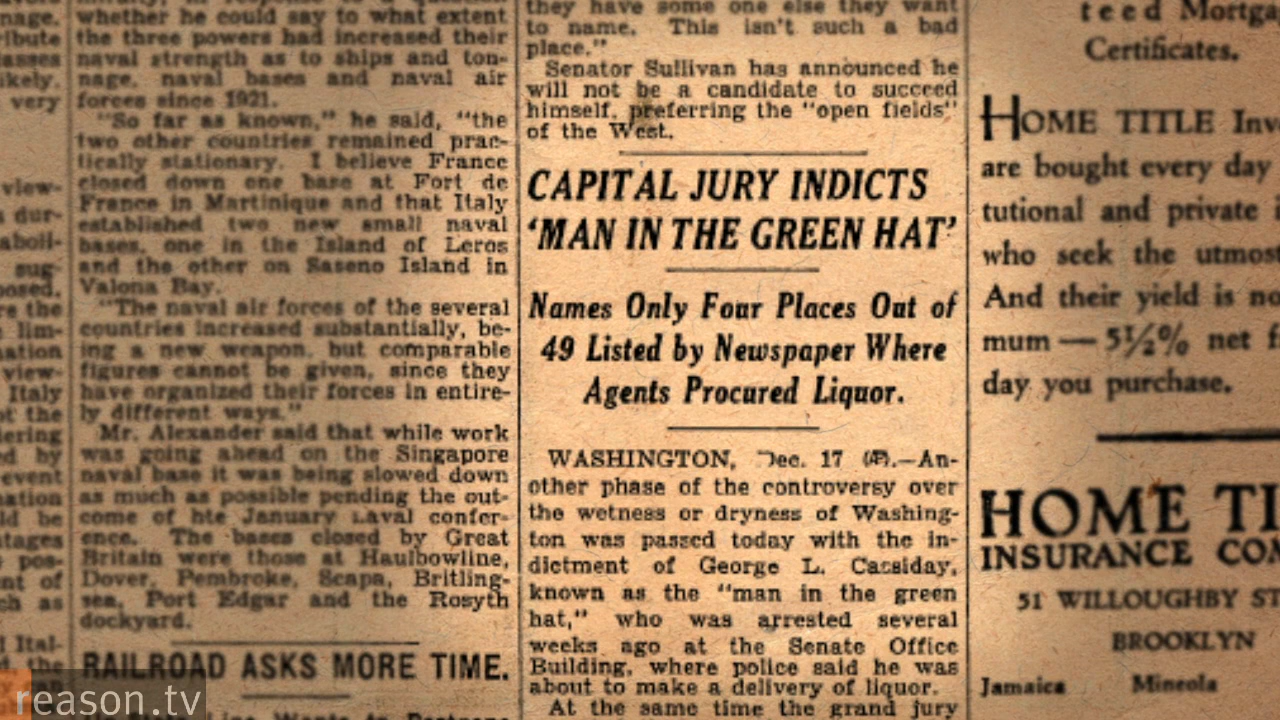 whether he could say to what extent
the three powers had increased their
naval strength as to ships and ton-
nage, naval bases and naval air
forces since 1921.
"So far as known," he said, "the
two other countries remained prac-
tically stationary. I believe France
closed down one base at Fort de
France in Martinique and that Italy
established two new small naval
bases, one in the Island of Leros
and the other on Saseno Island in
Valona Bay.
"The naval air forces of the several
countries increased substantially, be-
ing a new weapon, but comparable
figures cannot be given, since they
have organized their forces in entire-
ly different ways."
Mr. Alexander said that while work
was going ahead on the Singapore
naval base it was being slowed down
as much as possible pending the out-
come of hte January Laval confer-
ence. The bases closed by Great
Britain were those at Haulbowline,
Dover, Pembroke, Scapa, Britling-
sea, Port Edgar and the Rosyth
dockyard.
RAILROAD ASKS MORE TIME.
they have some one else they want
to name. This isn't such a bad
place."
Senator Sullivan has announced he
will not be a candidate to succeed
himself, preferring the "open fields"
of the West.
CAPITAL JURY INDICTS
'MAN IN THE GREEN HAT'
Names Only Four Places Out of
49 Listed by Newspaper Where
Agents Procured Liquor.
WASHINGTON, Dec. 17 (AP).—An-
other phase of the controversy over
the wetness or dryness of Washing-
ton was passed today with the in-
dictment of George L. Cassiday,
known as the "man in the green
hat," who was arrested several
weeks ago at the Senate Office
Building, where police said he was
about to make a delivery of liquor.
At the same time the grand jury
teed Mortga
Certificates.
HOME TITLE Inv
are bought every day
tutional and private
who seek the utmos
And their yield is no
mum — 5½% net f
day you purchase.
HOME TI
INSURANCE CO
51 WILLOUGHBY ST
BROOKLYN
Jamaica Mineola
reason.tv